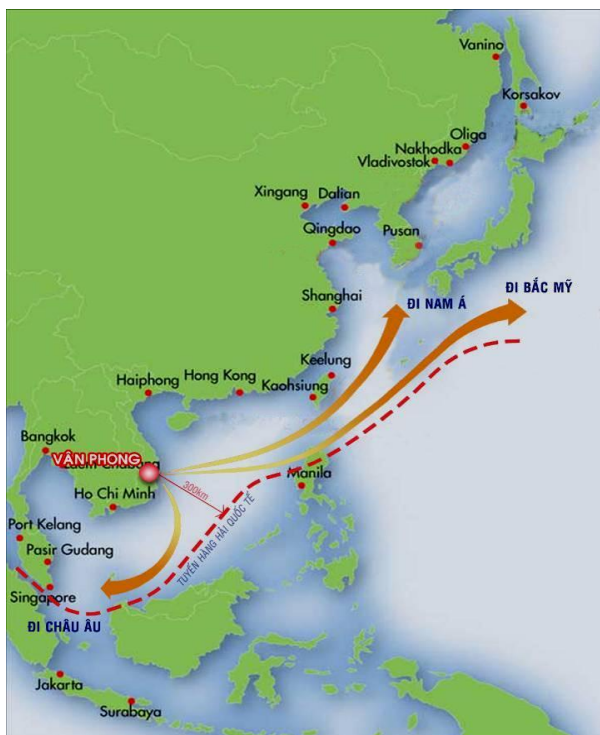 Vanino
Korsakov
Oliga
Nakhodka
Vladivostok
Xingang
Dalian
Qingdao
Pusan
ĐI BẮC MỸ
Shanghai
ĐI NAM Á
Keelung
Haiphong
Hong Kong
Kaohsiung
Bangkok
VÂN PHONG
Manila
300km
Ho Chi Minh
TUYẾN HÀNG HẢI QUỐC TẾ
Port Kelang
Pasir Gudang
Singapore
ĐI CHÂU ÂU
Jakarta
Surabaya